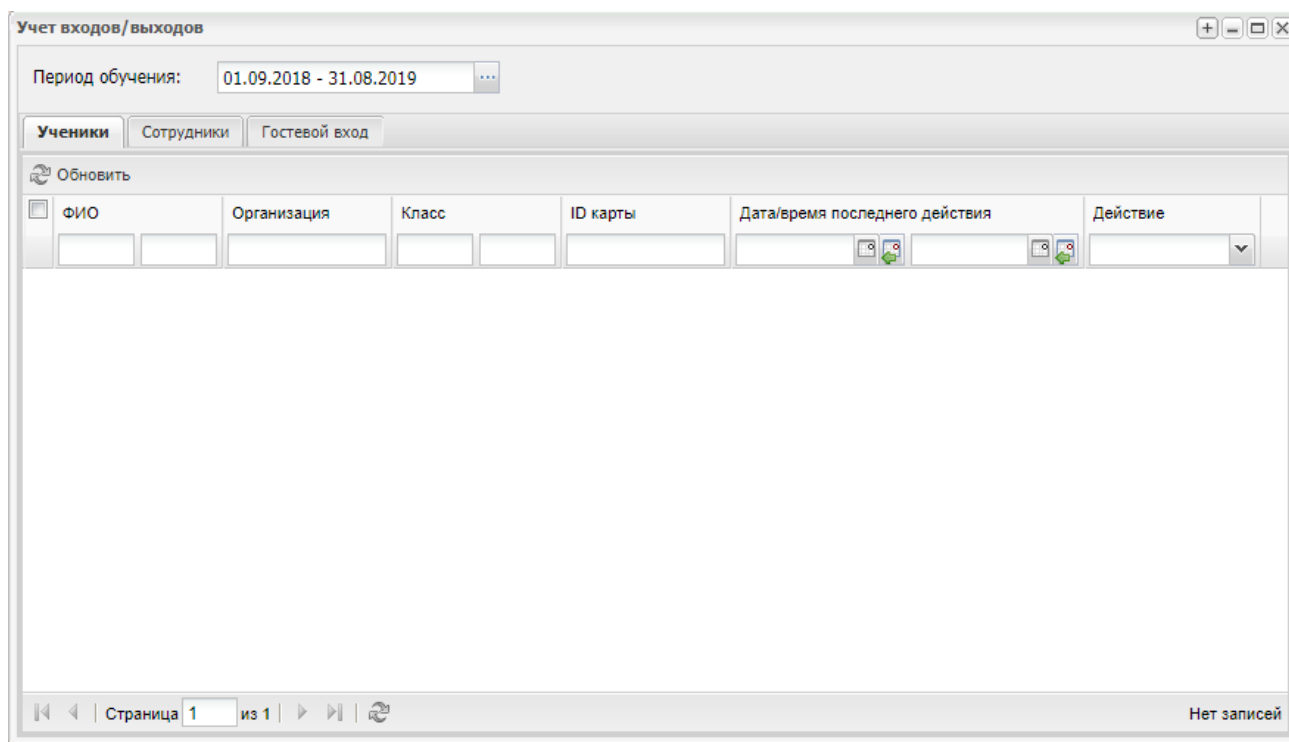 Учет входов/выходов
Период обучения: 01.09.2018 - 31.08.2019
Ученики Сотрудники Гостевой вход
Обновить
ФИО Организация Класс ID карты Дата/время последнего действия Действие
Страница 1 из 1 Нет записей